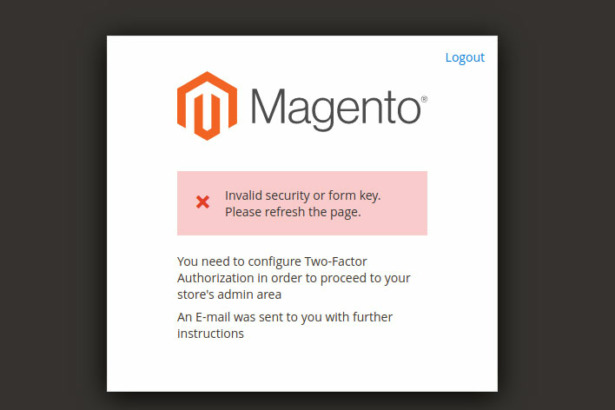 Logout
Magento®
Invalid security or form key.
Please refresh the page.
You need to configure Two-Factor
Authorization in order to proceed to your
store's admin area
An E-mail was sent to you with further
instructions